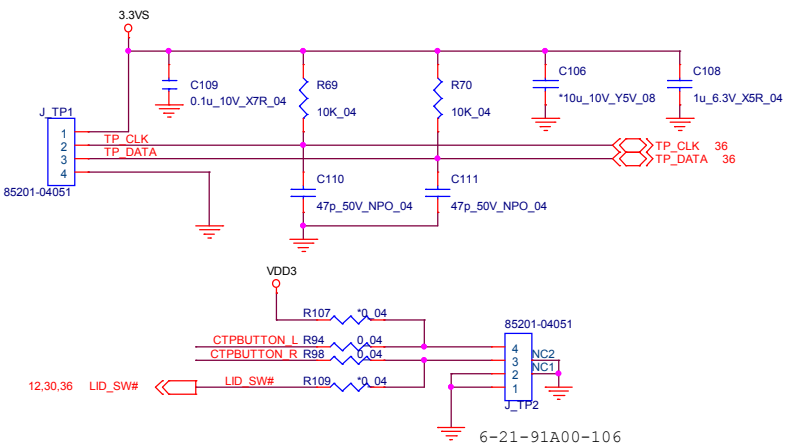 3.3VS
C109
0.1u_10V_X7R_04
R69
10K_04
R70
10K_04
C106
*10u_10V_Y5V_08
C108
1u_6.3V_X5R_04
J_TP1
1
2
3
4
85201-04051
TP_CLK
TP_DATA
TP_CLK 36
TP_DATA 36
C110
47p_50V_NPO_04
C111
47p_50V_NPO_04
VDD3
R107 *0_04
CTPBUTTON_L R94 0_04
CTPBUTTON_R R98 0_04
12,30,36 LID_SW# LID_SW# R109 *0_04
85201-04051
4
3
2
1
NC2
NC1
J_TP2
6-21-91A00-106